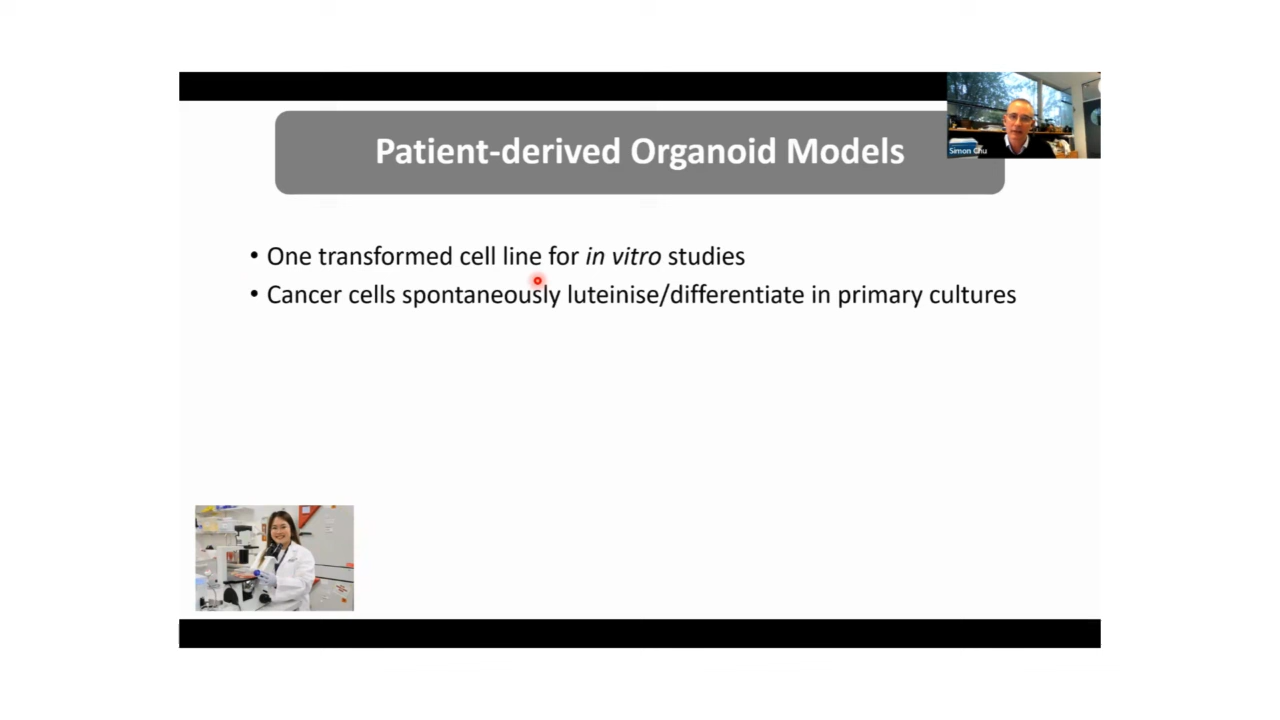 Patient-derived Organoid Models
Simon Chu
• One transformed cell line for in vitro studies
• Cancer cells spontaneously luteinise/differentiate in primary cultures